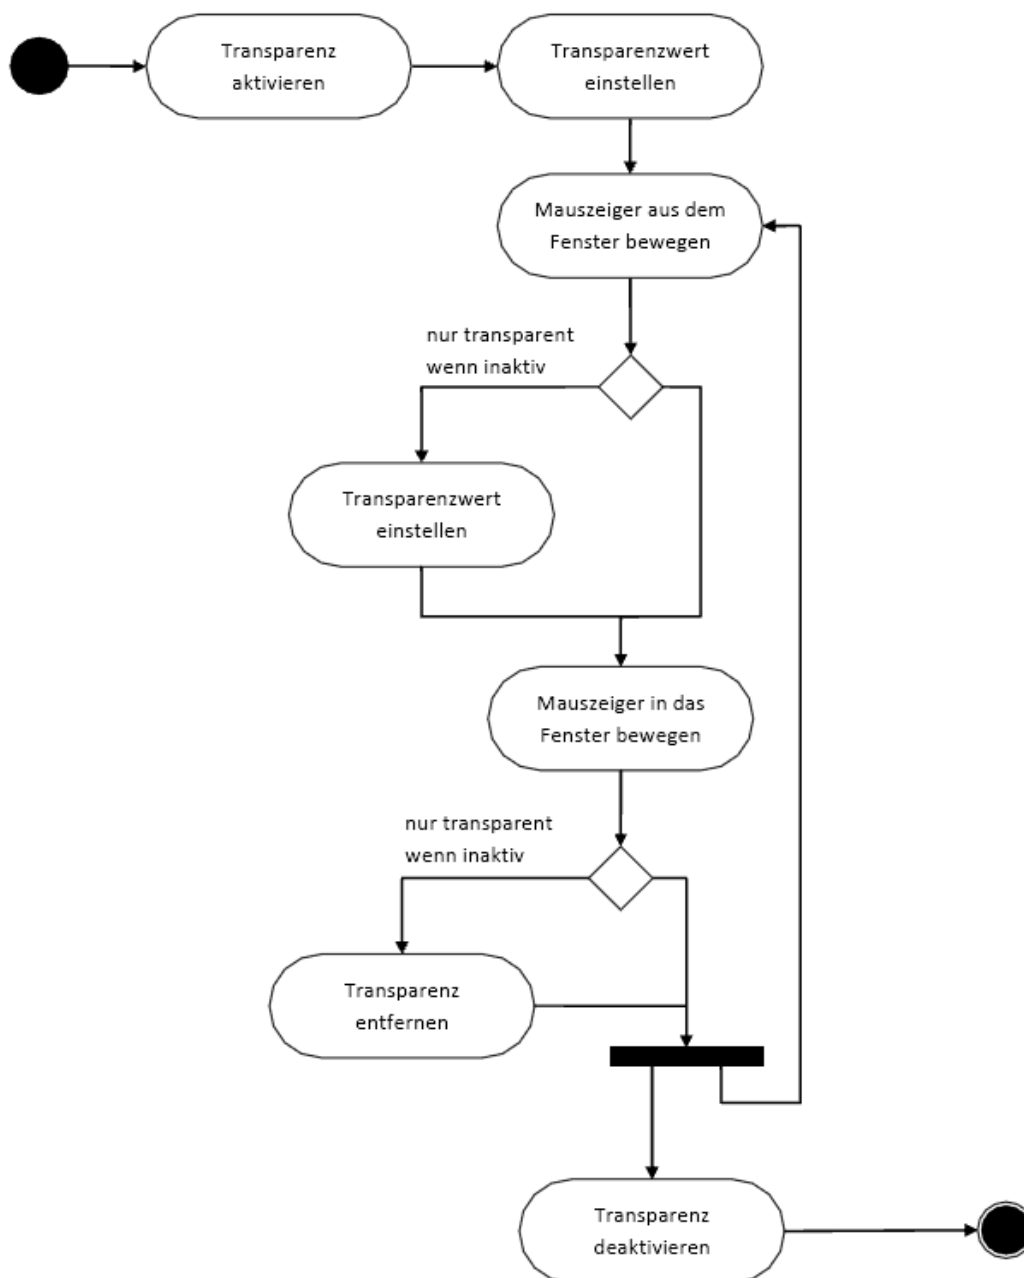 Transparenz
aktivieren
Transparenzwert
einstellen
Mauszeiger aus dem
Fenster bewegen
nur transparent
wenn inaktiv
Transparenzwert
einstellen
Mauszeiger in das
Fenster bewegen
nur transparent
wenn inaktiv
Transparenz
entfernen
Transparenz
deaktivieren